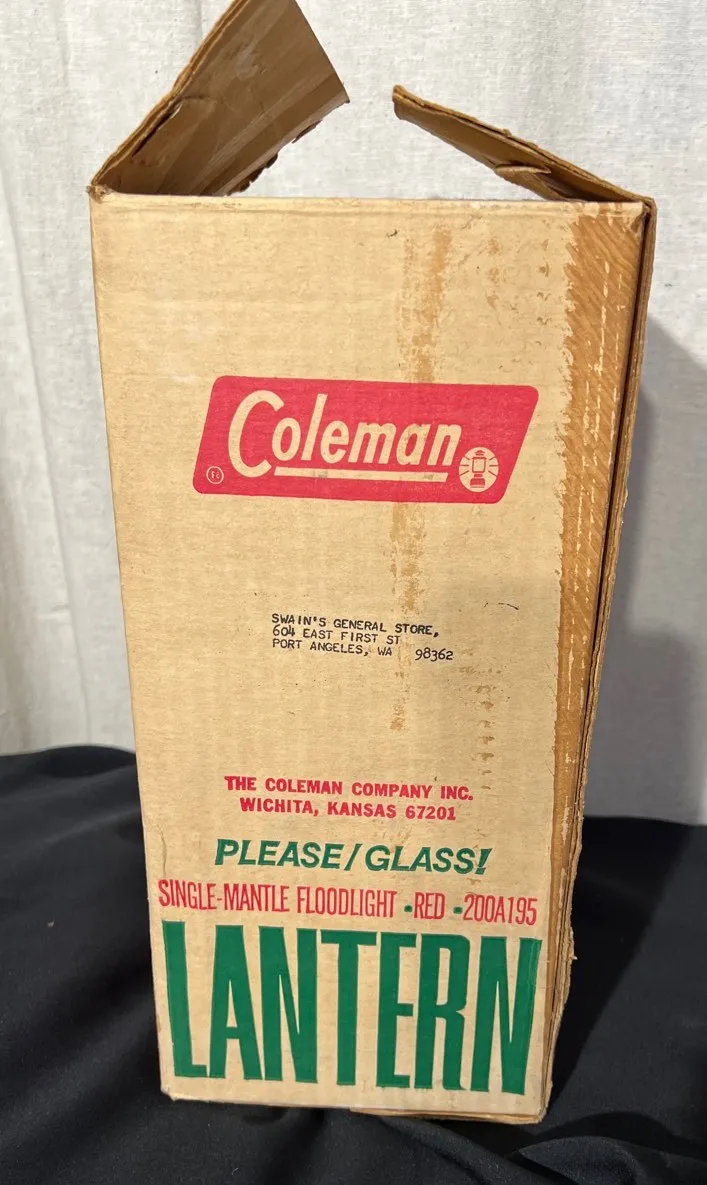 Coleman
®
SWAIN'S GENERAL STORE,
604 EAST FIRST ST
PORT ANGELES, WA 98362
THE COLEMAN COMPANY INC.
WICHITA, KANSAS 67201
PLEASE/GLASS!
SINGLE-MANTLE FLOODLIGHT • RED • 200A195
LANTERN